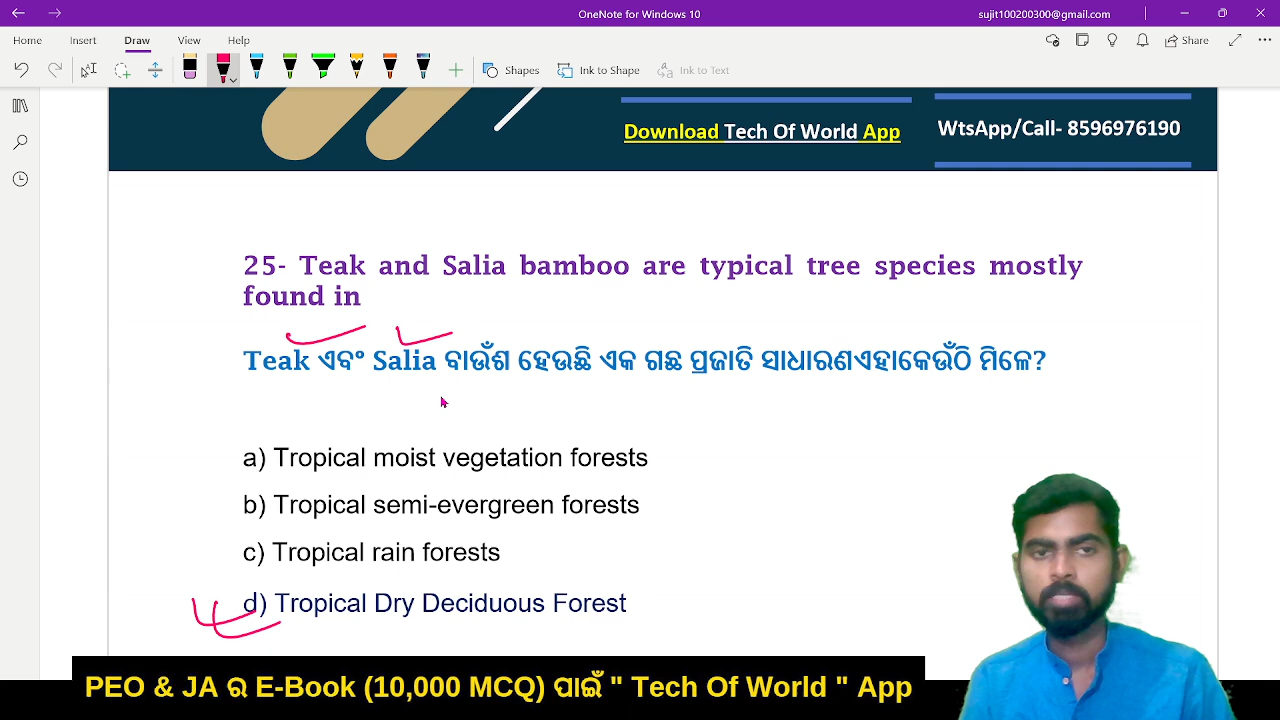 OneNote for Windows 10
sujit100200300@gmail.com
Home Insert Draw View Help
Share
Shapes Ink to Shape Ink to Text
Download Tech Of World App
WtsApp/Call- 8596976190
25- Teak and Salia bamboo are typical tree species mostly
found in
Teak ଏବଂ Salia ବାଉଁଶ ହେଉଛି ଏକ ଗଛ ପ୍ରଜାତି ସାଧାରଣଏହାକେଉଁଠି ମିଳେ?
a) Tropical moist vegetation forests
b) Tropical semi-evergreen forests
c) Tropical rain forests
d) Tropical Dry Deciduous Forest
PEO & JA ର E-Book (10,000 MCQ) ପାଇଁ " Tech Of World " App